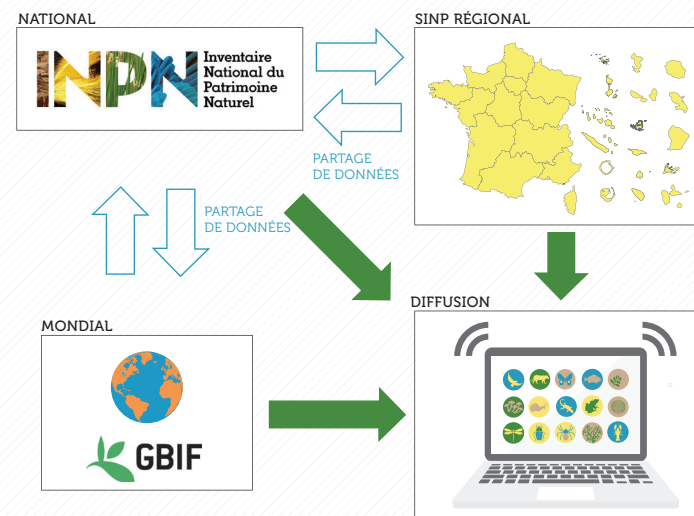 NATIONAL
INPN
Inventaire
National du
Patrimoine
Naturel
SINP RÉGIONAL
PARTAGE
DE DONNÉES
PARTAGE
DE DONNÉES
MONDIAL
GBIF
DIFFUSION